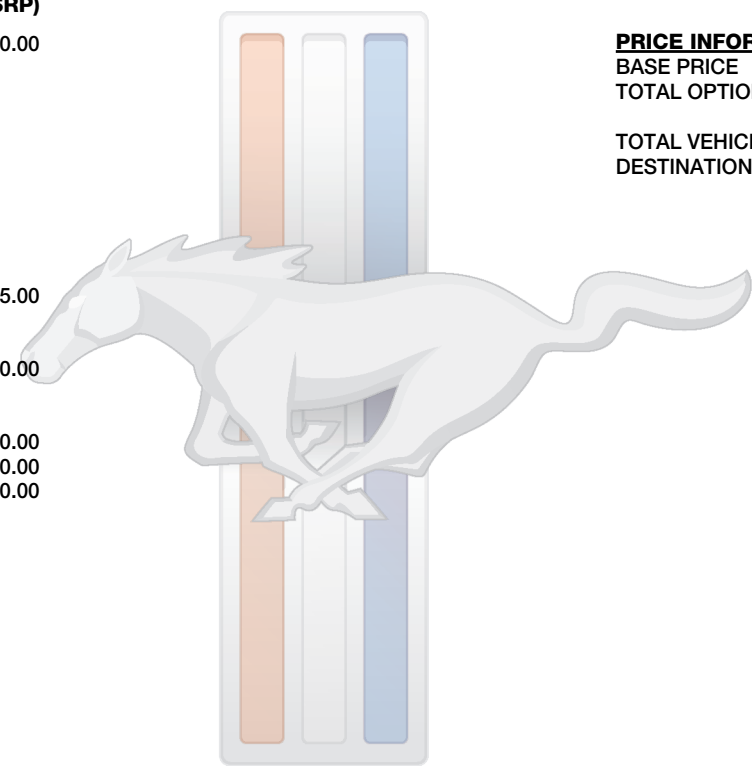 SRP)
0.00
5.00
0.00
0.00
0.00
0.00
PRICE INFOR
BASE PRICE
TOTAL OPTIO
TOTAL VEHICL
DESTINATION